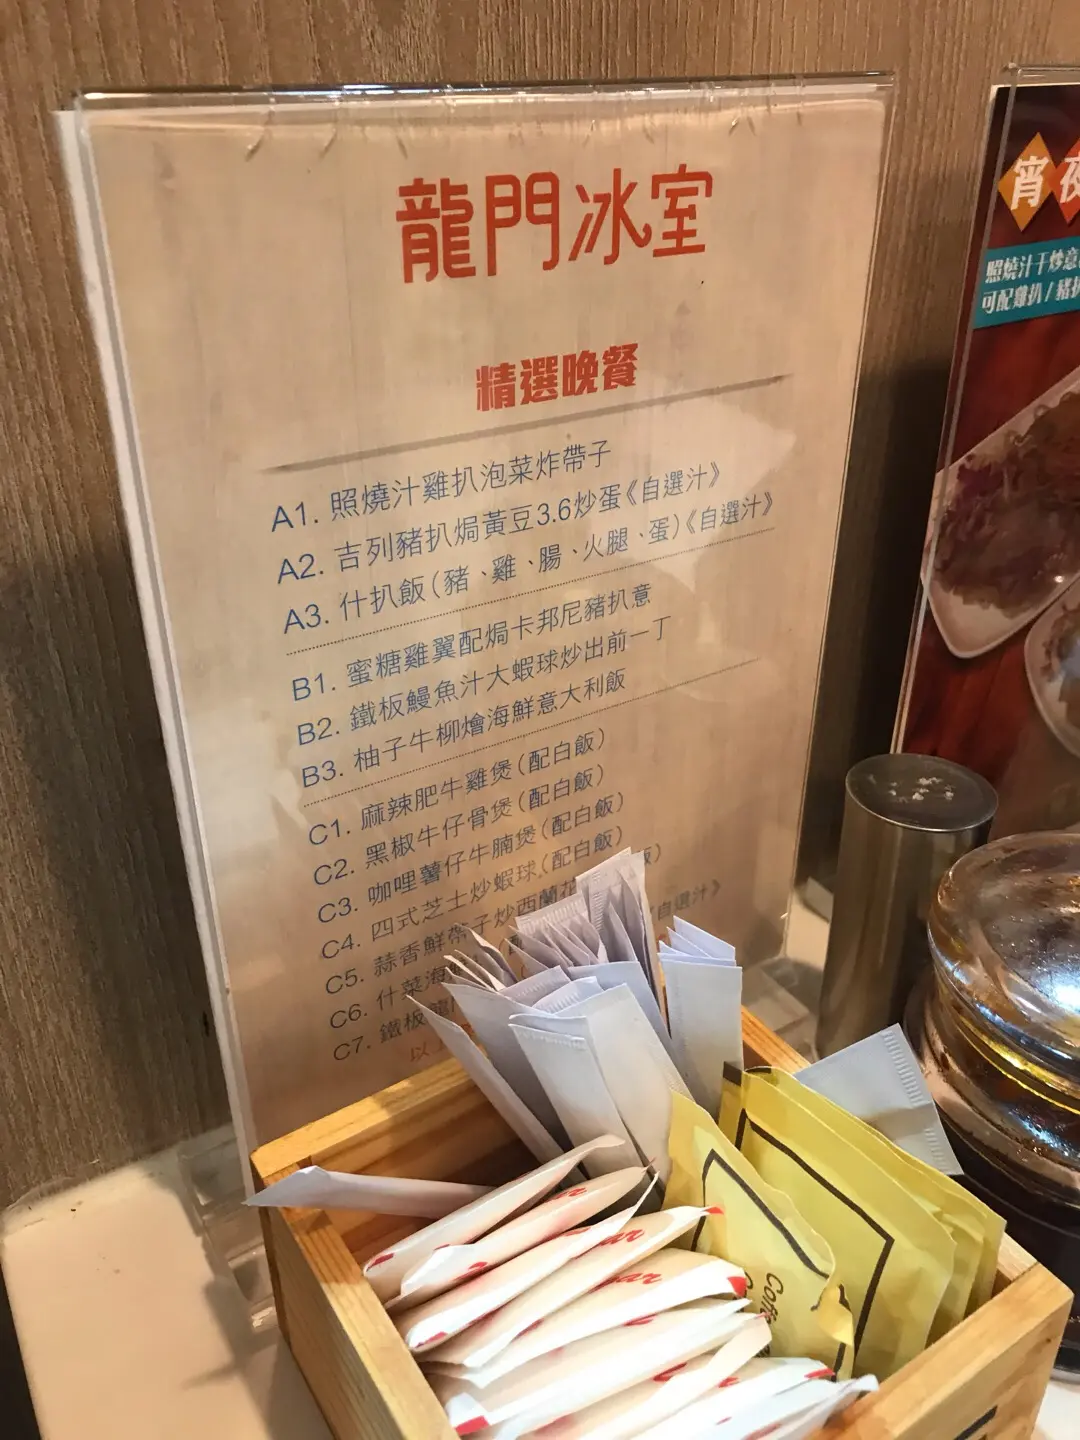 龍門冰室
精選晚餐
A1. 照燒汁雞扒泡菜炸帶子
A2. 吉列豬扒焗黃豆3.6炒蛋《自選汁》
A3. 什扒飯(豬、雞、腸、火腿、蛋)《自選汁》
B1. 蜜糖雞翼配焗卡邦尼豬扒意
B2. 鐵板鰻魚汁大蝦球炒出前一丁
B3. 柚子牛柳燴海鮮意大利飯
C1. 麻辣肥牛雞煲(配白飯)
C2. 黑椒牛仔骨煲(配白飯)
C3. 咖哩薯仔牛腩煲(配白飯)
C4. 四式芝士炒蝦球(配白飯)
C5. 蒜香鮮帶子炒西蘭花 飯)
C6. 什菜海 《自選汁》
C7. 鐵板龍
以上
宵夜
照燒汁干炒意
可配雞扒/豬扒
Coffee